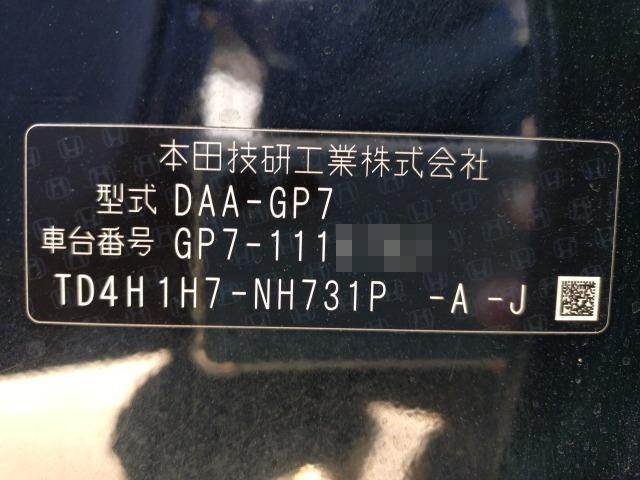 本田技研工業株式会社
型式 DAA-GP7
車台番号 GP7-111
TD4H1H7-NH731P -A -J